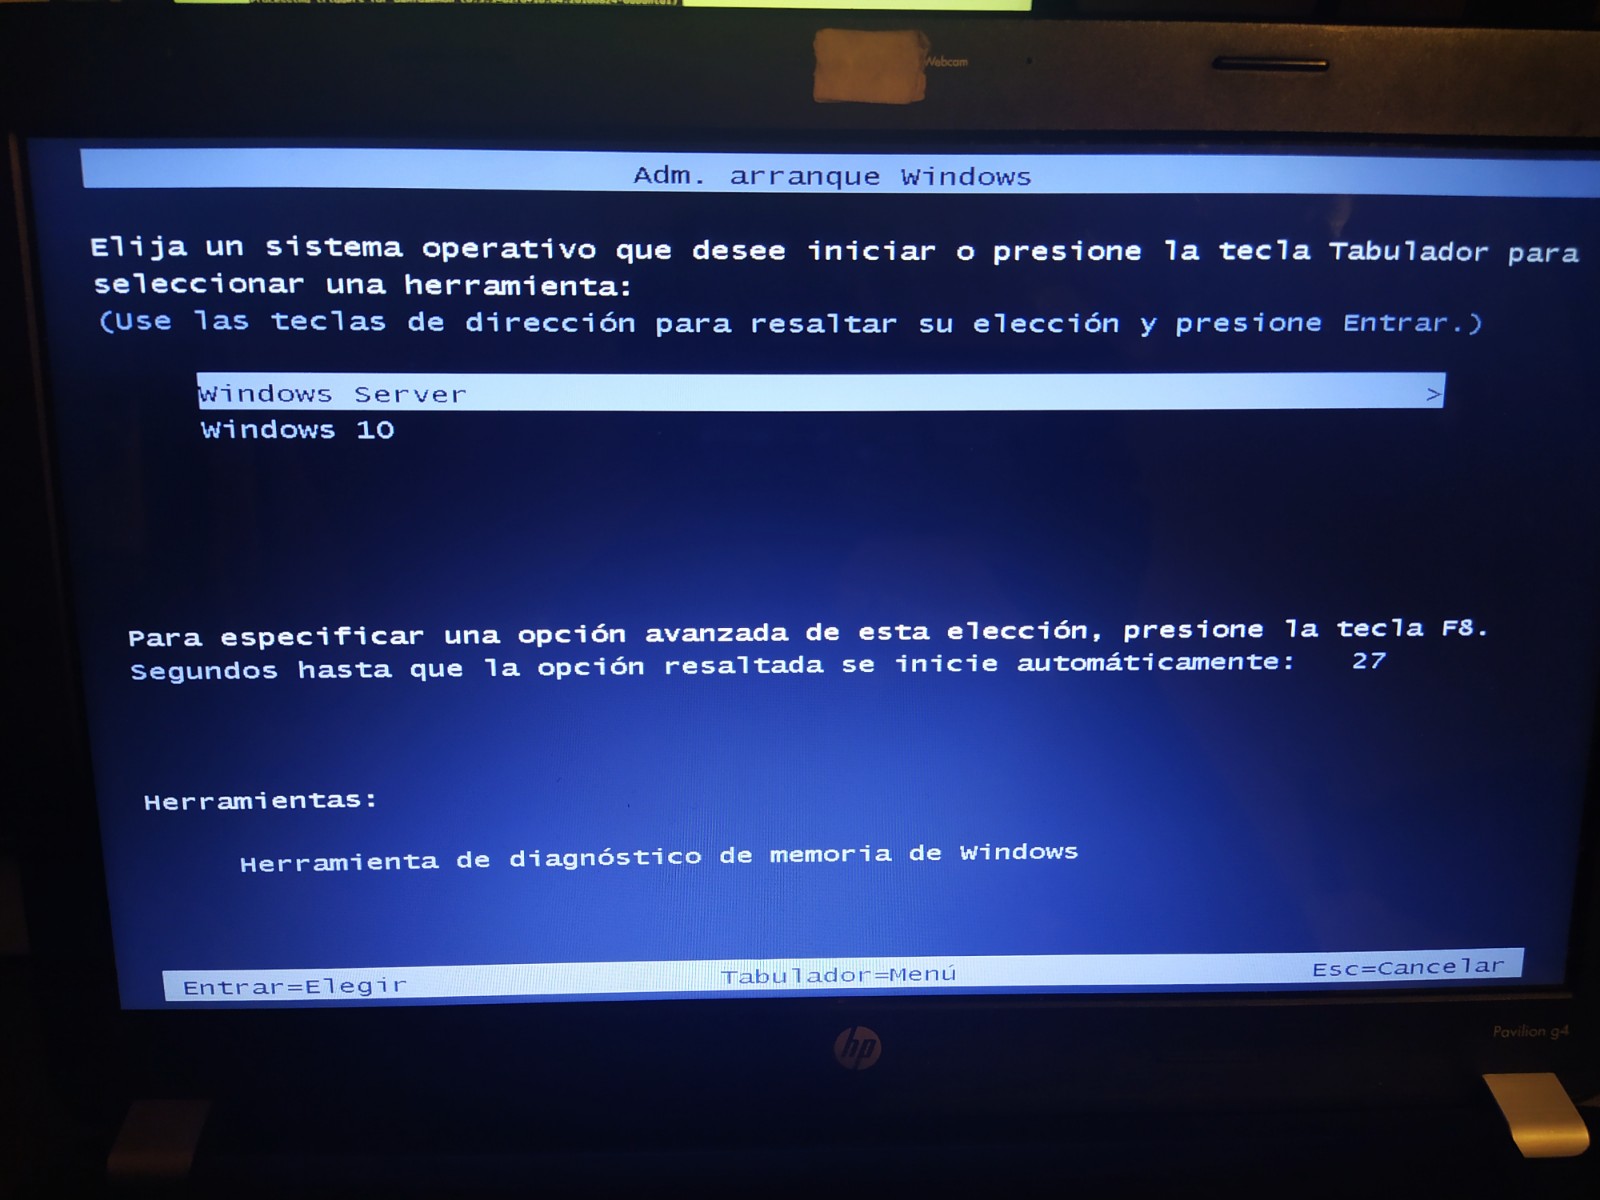 Webcam
Adm. arranque Windows
Elija un sistema operativo que desee iniciar o presione la tecla Tabulador para
seleccionar una herramienta:
(Use las teclas de dirección para resaltar su elección y presione Entrar.)
Windows Server >
Windows 10
Para especificar una opción avanzada de esta elección, presione la tecla F8.
Segundos hasta que la opción resaltada se inicie automáticamente: 27
Herramientas:
Herramienta de diagnóstico de memoria de Windows
Entrar=Elegir Tabulador=Menú Esc=Cancelar
hp
Pavilion g4